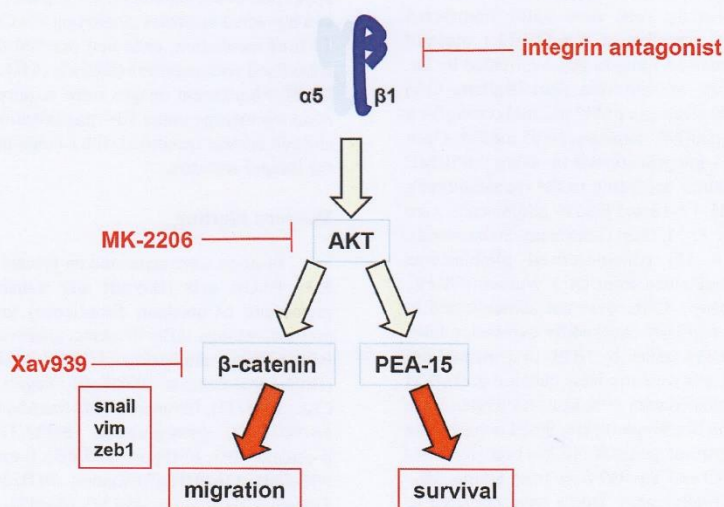 integrin antagonist
α5 β1
MK-2206
AKT
Xav939
β-catenin
PEA-15
snail
vim
zeb1
migration
survival